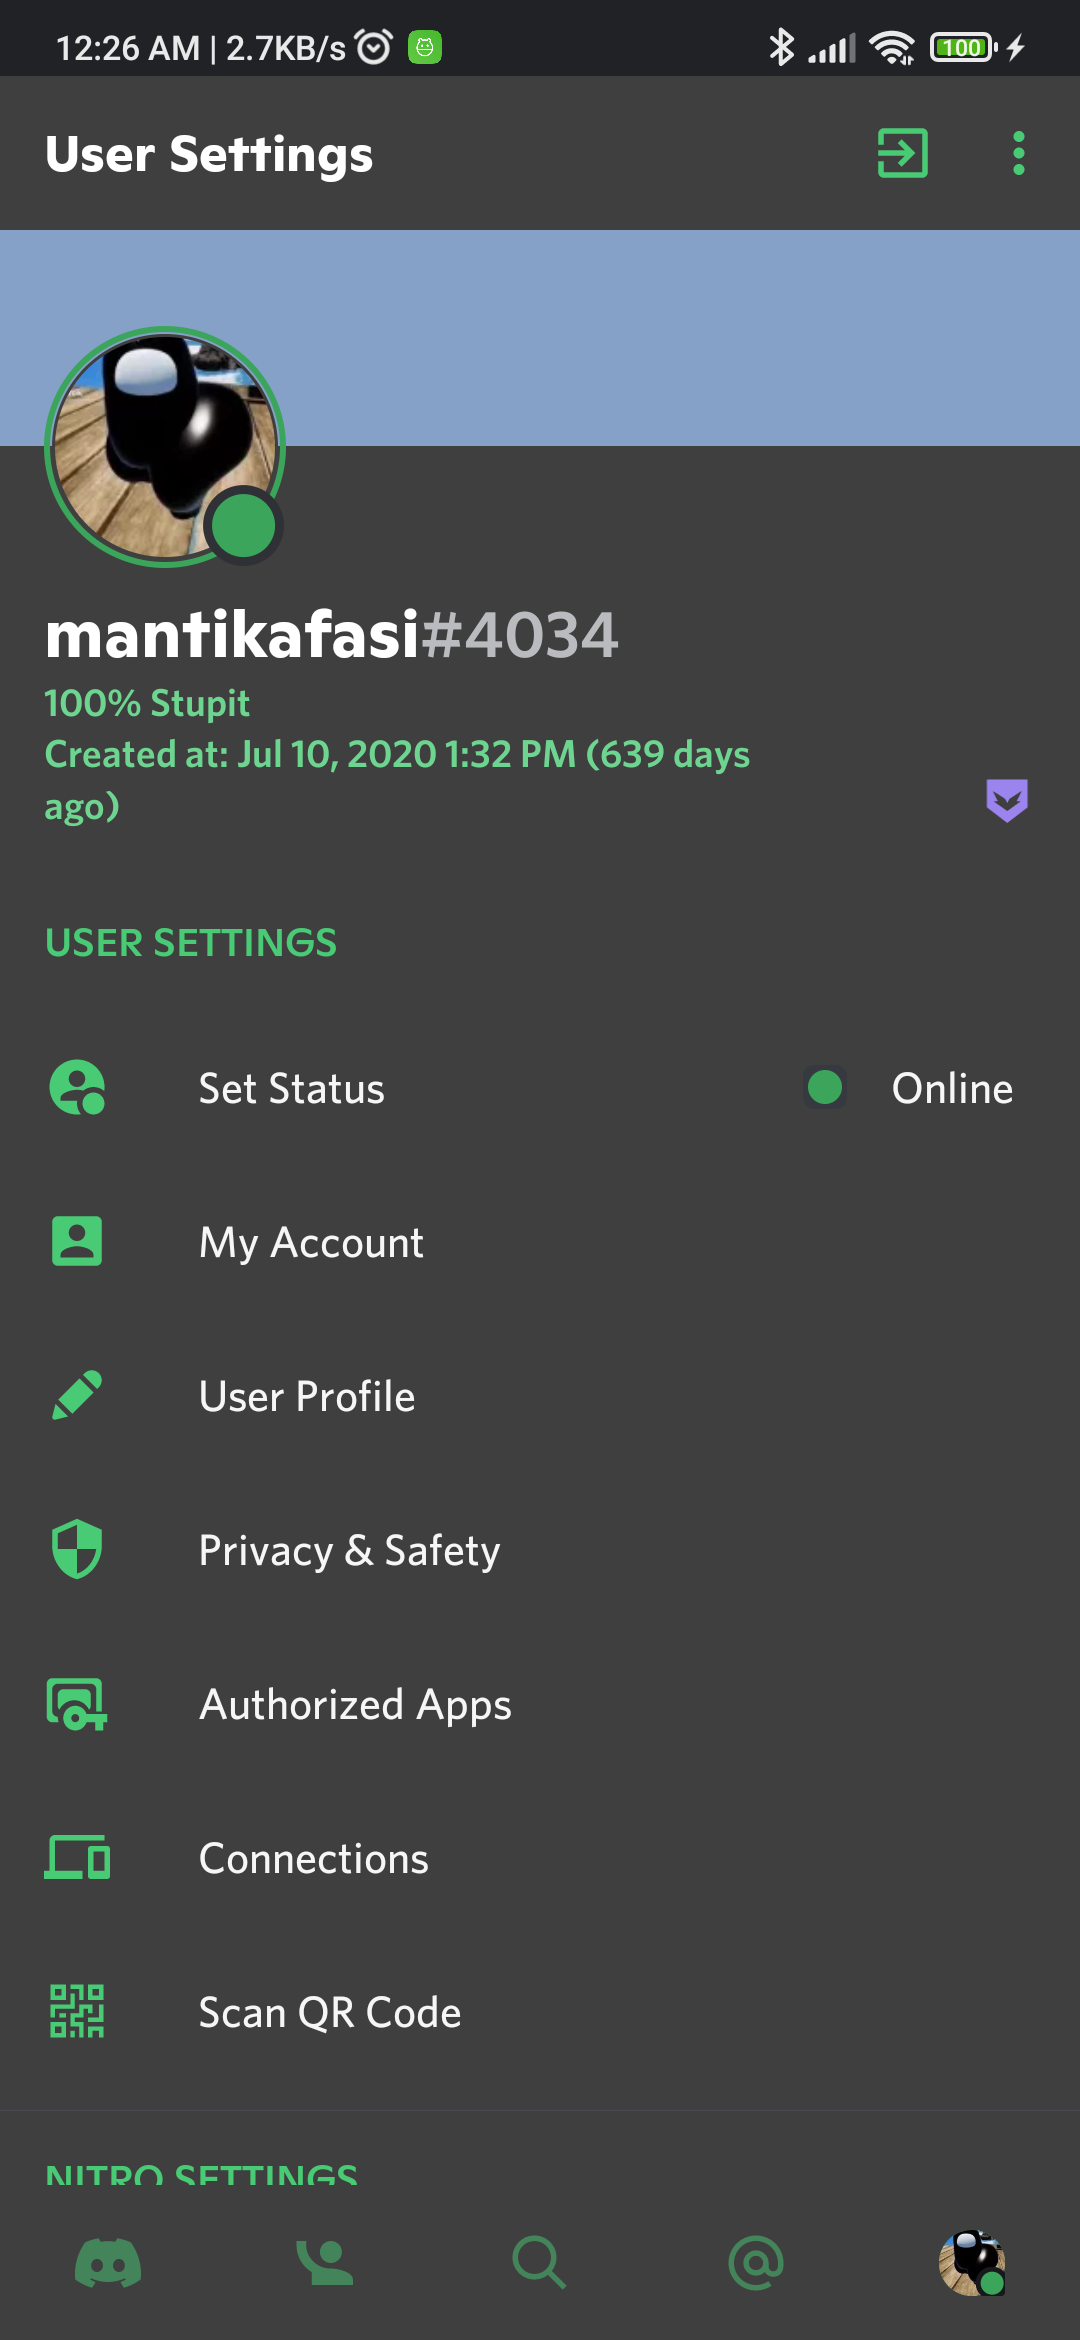 12:26 AM | 2.7KB/s 100
User Settings
mantikafasi#4034
100% Stupit
Created at: Jul 10, 2020 1:32 PM (639 days
ago)
USER SETTINGS
Set Status Online
My Account
User Profile
Privacy & Safety
Authorized Apps
Connections
Scan QR Code
NITRO SETTINGS